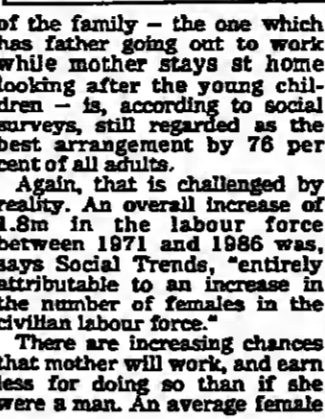 of the family – the one which
has father going out to work
while mother stays at home
looking after the young chil-
dren – is, according to social
surveys, still regarded as the
best arrangement by 76 per
cent of all adults.
Again, that is challenged by
reality. An overall increase of
1.8m in the labour force
between 1971 and 1986 was,
says Social Trends, "entirely
attributable to an increase in
the number of females in the
civilian labour force."
There are increasing chances
that mother will work, and earn
less for doing so than if she
were a man. An average female